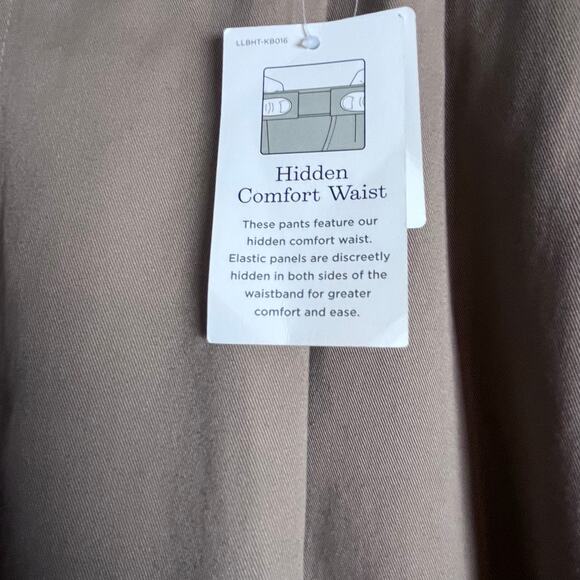 LLBHT-KB016
Hidden
Comfort Waist
These pants feature our
hidden comfort waist.
Elastic panels are discreetly
hidden in both sides of the
waistband for greater
comfort and ease.